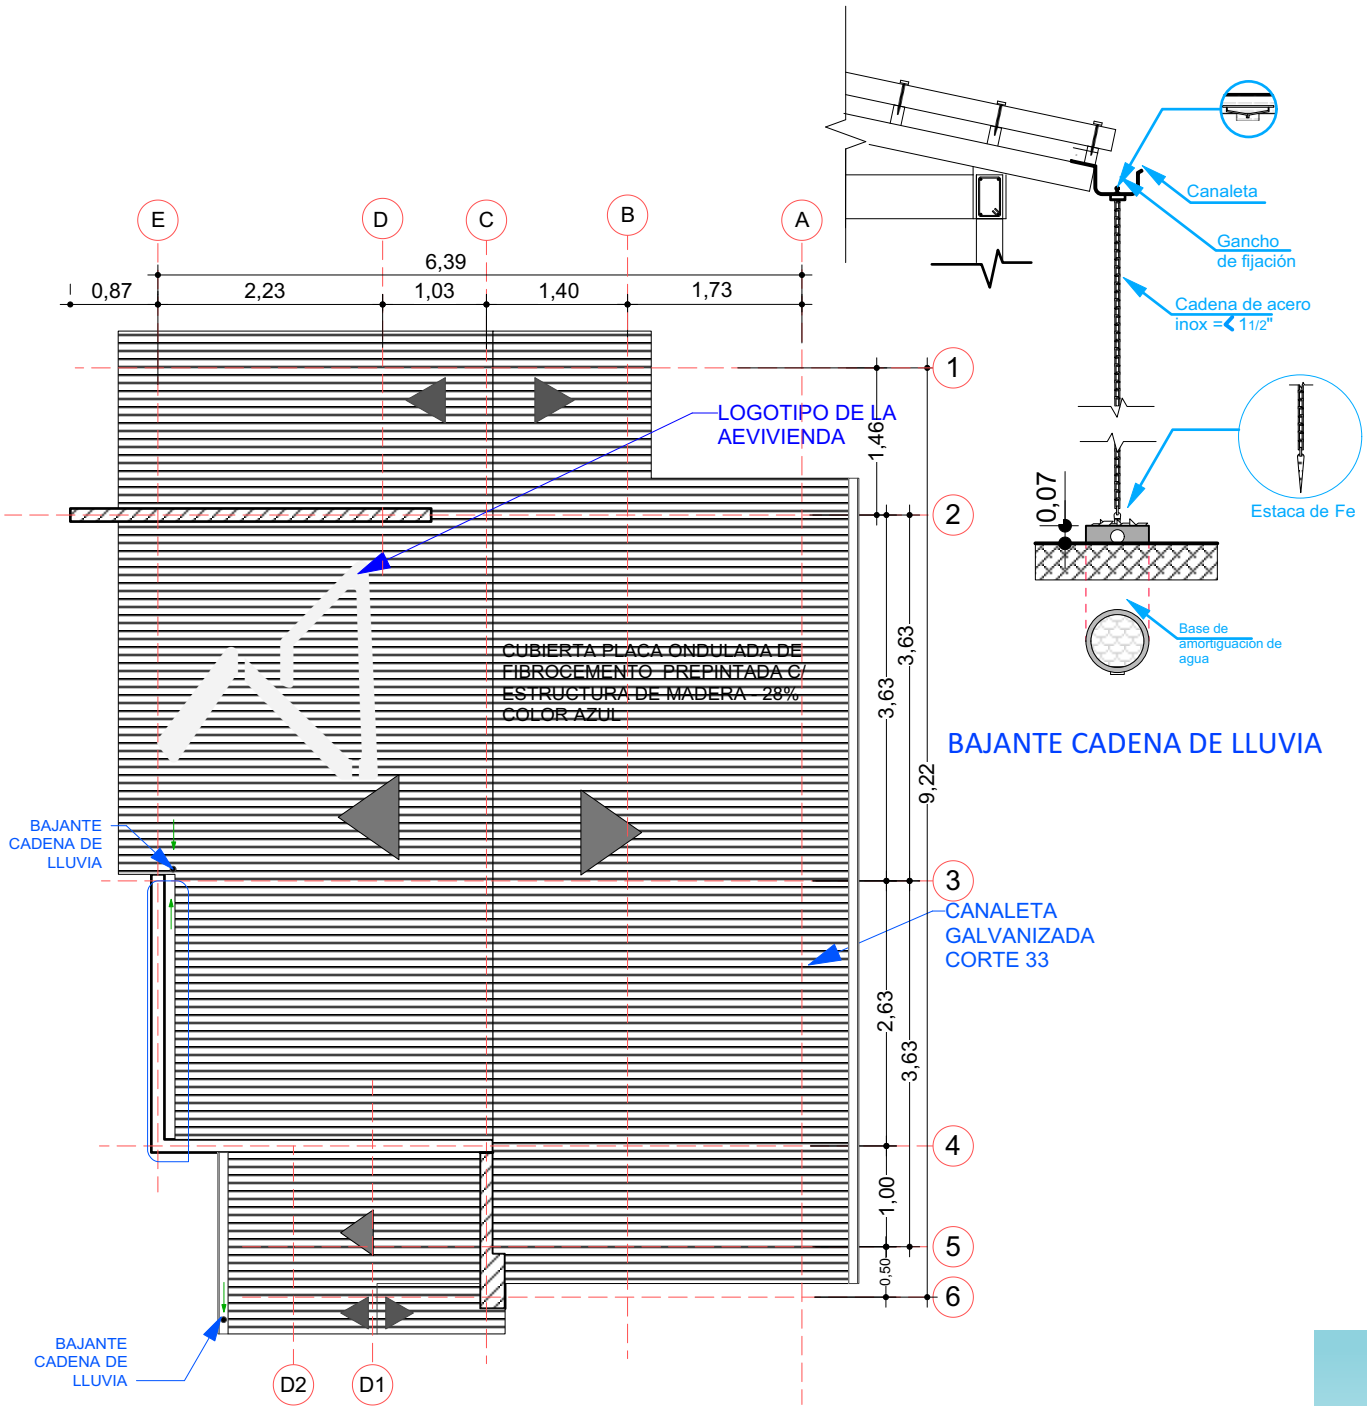 E
D
C
B
A
6,39
0,87
2,23
1,03
1,40
1,73
Canaleta
Gancho
de fijación
Cadena de acero
inox = 1 1/2"
1
LOGOTIPO DE LA
AEVIVIENDA
1,46
Estaca de Fe
0,07
2
CUBIERTA PLACA ONDULADA DE
FIBROCEMENTO PREPINTADA C/
ESTRUCTURA DE MADERA - 28%
COLOR AZUL
3,63
3,63
Base de
amortiguación de
agua
BAJANTE CADENA DE LLUVIA
9,22
BAJANTE
CADENA DE
LLUVIA
3
CANALETA
GALVANIZADA
CORTE 33
2,63
3,63
4
1,00
5
0,50
6
BAJANTE
CADENA DE
LLUVIA
D2
D1